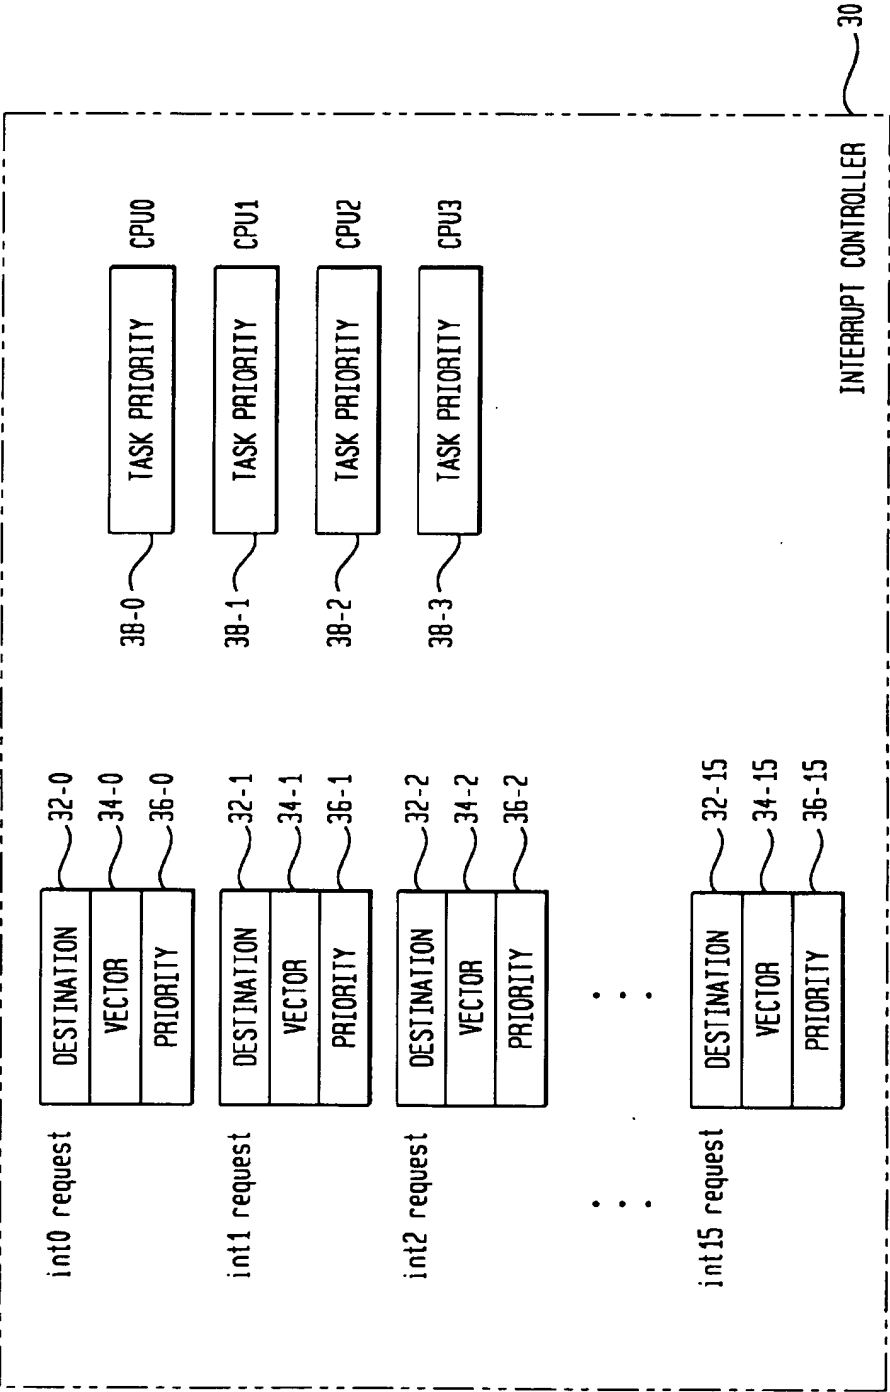 int0 request
DESTINATION
VECTOR
PRIORITY
32-0
34-0
36-0
int1 request
DESTINATION
VECTOR
PRIORITY
32-1
34-1
36-1
int2 request
DESTINATION
VECTOR
PRIORITY
32-2
34-2
36-2
int15 request
DESTINATION
VECTOR
PRIORITY
32-15
34-15
36-15
38-0
TASK PRIORITY
CPU0
38-1
TASK PRIORITY
CPU1
38-2
TASK PRIORITY
CPU2
38-3
TASK PRIORITY
CPU3
INTERRUPT CONTROLLER
30